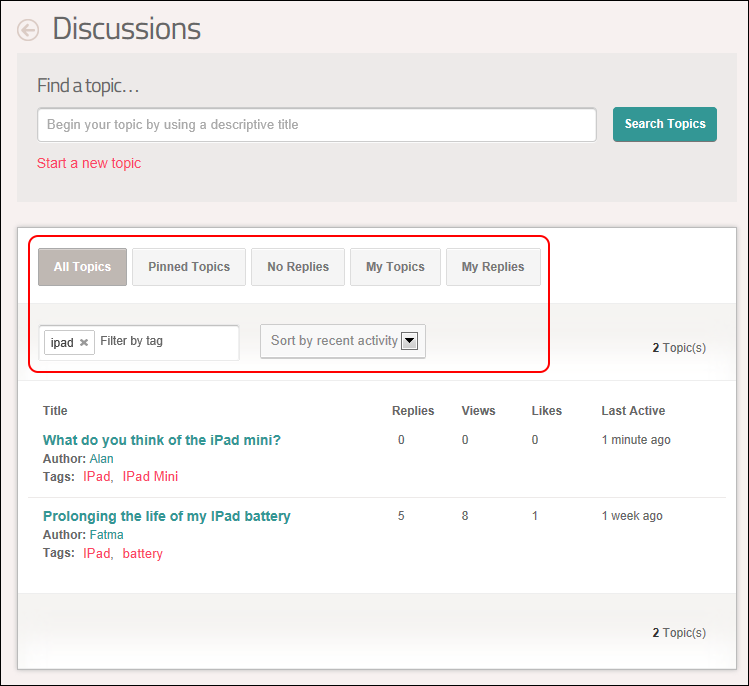 Discussions
Find a topic...
Begin your topic by using a descriptive title
Search Topics
Start a new topic
All Topics Pinned Topics No Replies My Topics My Replies
ipad Filter by tag Sort by recent activity 2 Topic(s)
Title Replies Views Likes Last Active
What do you think of the iPad mini? 0 0 0 1 minute ago
Author: Alan
Tags: IPad, IPad Mini
Prolonging the life of my IPad battery 5 8 1 1 week ago
Author: Fatma
Tags: IPad, battery
2 Topic(s)